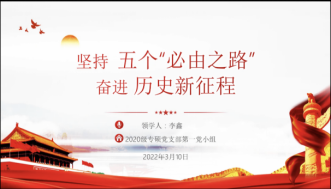 坚持 五个“必由之路”
奋进 历史新征程
领学人：李鑫
2020级专硕党支部第一党小组
2022年3月10日